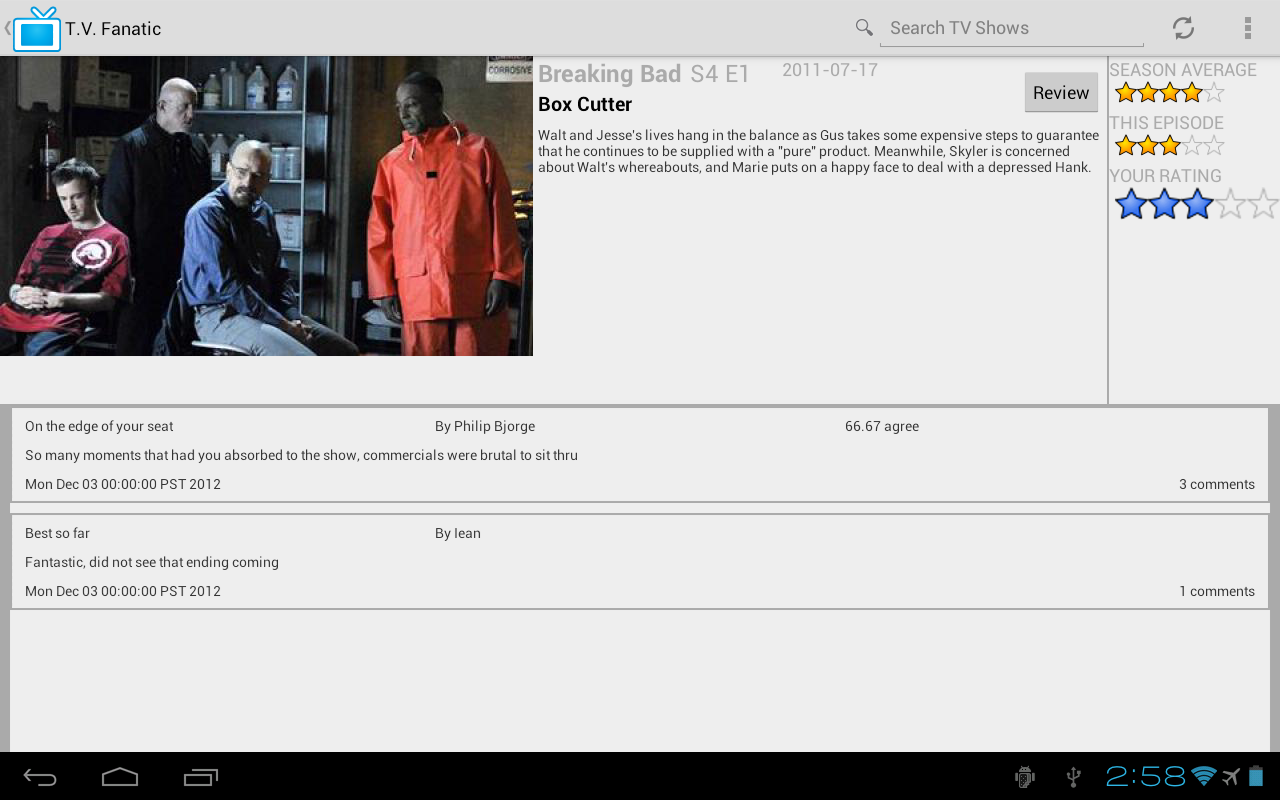 T.V. Fanatic
Search TV Shows
CORROSIVE
Breaking Bad S4 E1 2011-07-17
Box Cutter
Review
Walt and Jesse's lives hang in the balance as Gus takes some expensive steps to guarantee
that he continues to be supplied with a "pure" product. Meanwhile, Skyler is concerned
about Walt's whereabouts, and Marie puts on a happy face to deal with a depressed Hank.
SEASON AVERAGE
THIS EPISODE
YOUR RATING
On the edge of your seat By Philip Bjorge 66.67 agree
So many moments that had you absorbed to the show, commercials were brutal to sit thru
Mon Dec 03 00:00:00 PST 2012 3 comments
Best so far By Iean
Fantastic, did not see that ending coming
Mon Dec 03 00:00:00 PST 2012 1 comments
2:58